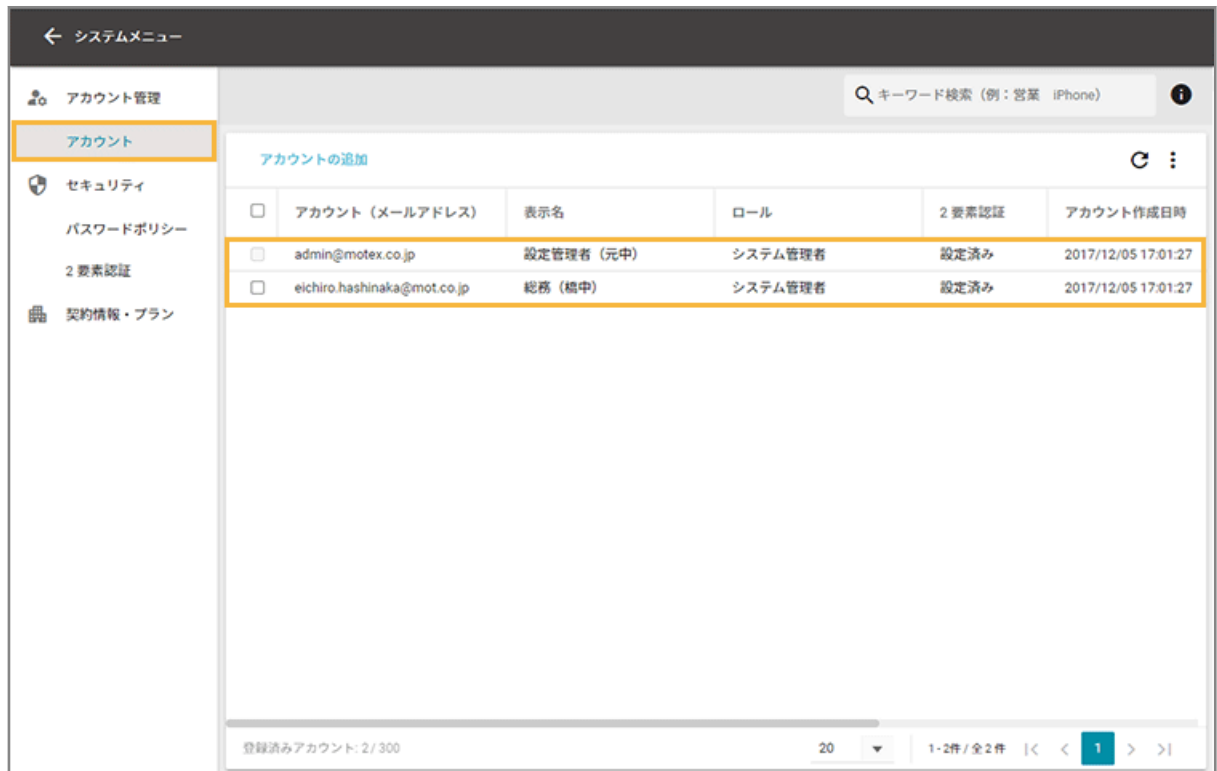 システムメニュー
アカウント管理
キーワード検索（例：営業　iPhone）
アカウント
アカウントの追加
セキュリティ
アカウント（メールアドレス） 表示名 ロール 2要素認証 アカウント作成日時
パスワードポリシー
admin@motex.co.jp 設定管理者（元中） システム管理者 設定済み 2017/12/05 17:01:27
2要素認証
eichiro.hashinaka@mot.co.jp 総務（橋中） システム管理者 設定済み 2017/12/05 17:01:27
契約情報・プラン
登録済みアカウント: 2 / 300 20 1 - 2件 / 全 2 件 1